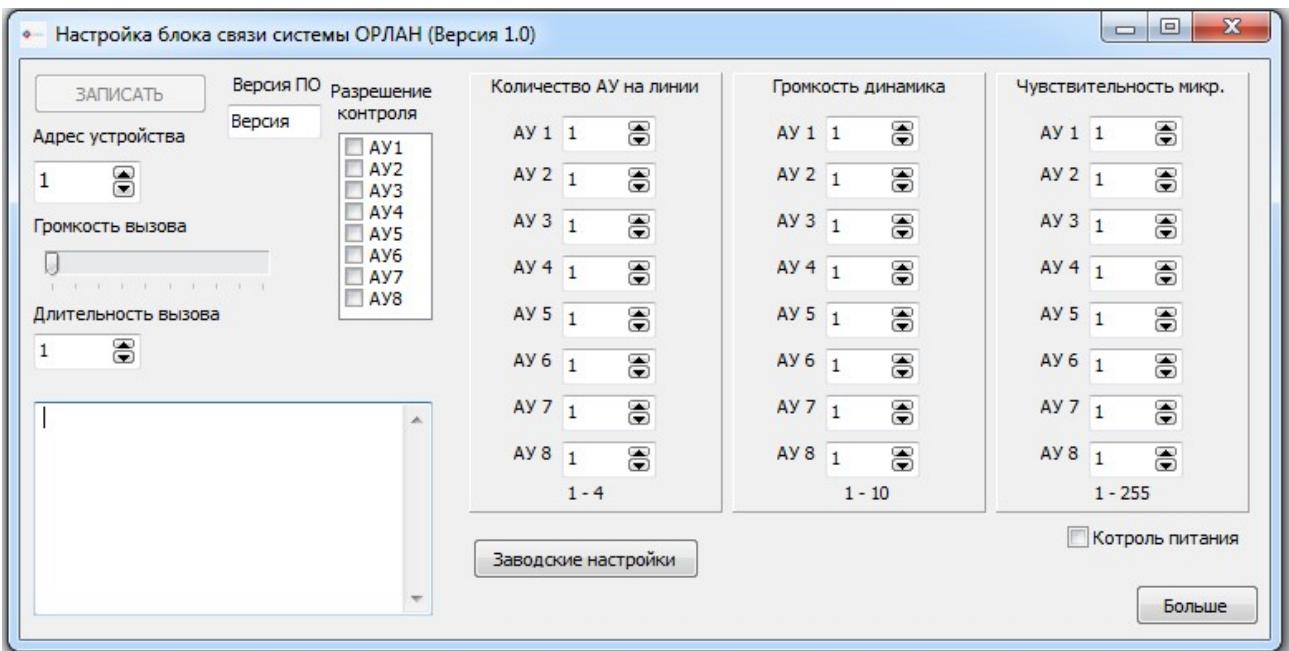 Настройка блока связи системы ОРЛАН (Версия 1.0)
ЗАПИСАТЬ
Версия ПО
Версия
Разрешение
контроля
АУ1
АУ2
АУ3
АУ4
АУ5
АУ6
АУ7
АУ8
Адрес устройства
1
Громкость вызова
Длительность вызова
1
Количество АУ на линии
АУ 1 1
АУ 2 1
АУ 3 1
АУ 4 1
АУ 5 1
АУ 6 1
АУ 7 1
АУ 8 1
1 - 4
Громкость динамика
АУ 1 1
АУ 2 1
АУ 3 1
АУ 4 1
АУ 5 1
АУ 6 1
АУ 7 1
АУ 8 1
1 - 10
Чувствительность микр.
АУ 1 1
АУ 2 1
АУ 3 1
АУ 4 1
АУ 5 1
АУ 6 1
АУ 7 1
АУ 8 1
1 - 255
Заводские настройки
Котроль питания
Больше